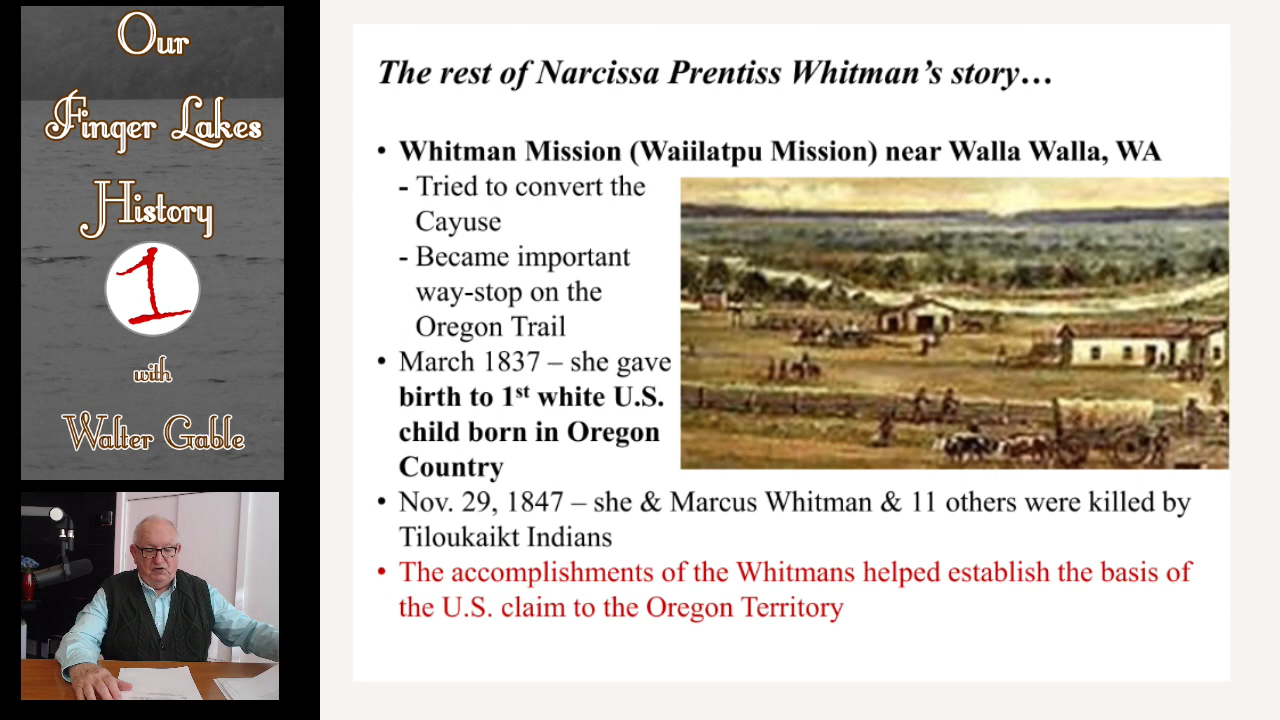 Our
Finger Lakes
History
1
with
Walter Gable
The rest of Narcissa Prentiss Whitman’s story…
• Whitman Mission (Waiilatpu Mission) near Walla Walla, WA
- Tried to convert the
Cayuse
- Became important
way-stop on the
Oregon Trail
• March 1837 – she gave
birth to 1st white U.S.
child born in Oregon
Country
• Nov. 29, 1847 – she & Marcus Whitman & 11 others were killed by
Tiloukaikt Indians
• The accomplishments of the Whitmans helped establish the basis of
the U.S. claim to the Oregon Territory